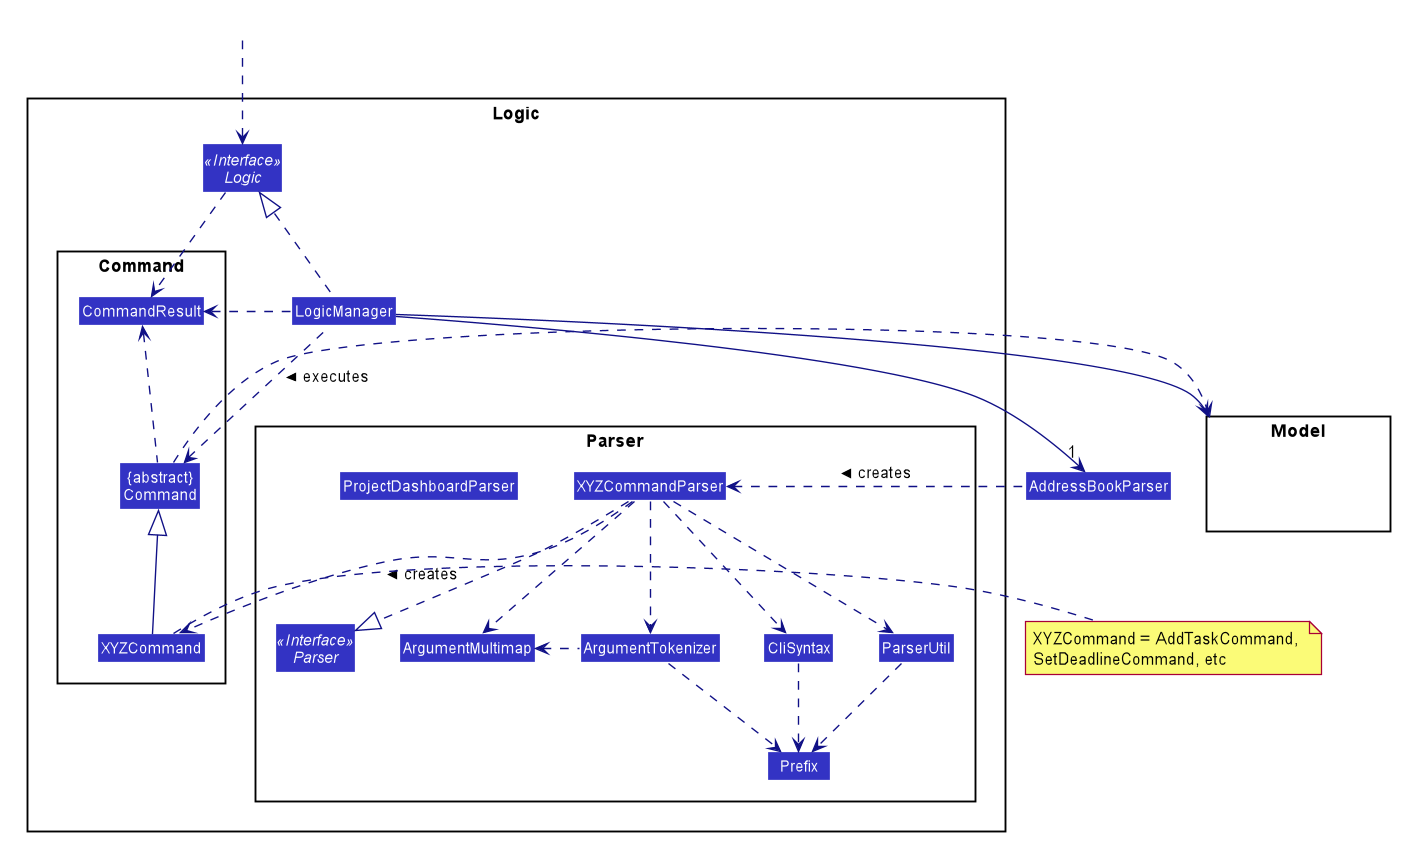 Logic
«Interface»
Logic
Command
CommandResult
LogicManager
◄ executes
Model
Parser
1
{abstract}
Command
ProjectDashboardParser
XYZCommandParser
◄ creates
AddressBookParser
◄ creates
XYZCommand
«Interface»
Parser
ArgumentMultimap
ArgumentTokenizer
CliSyntax
ParserUtil
XYZCommand = AddTaskCommand,
SetDeadlineCommand, etc
Prefix